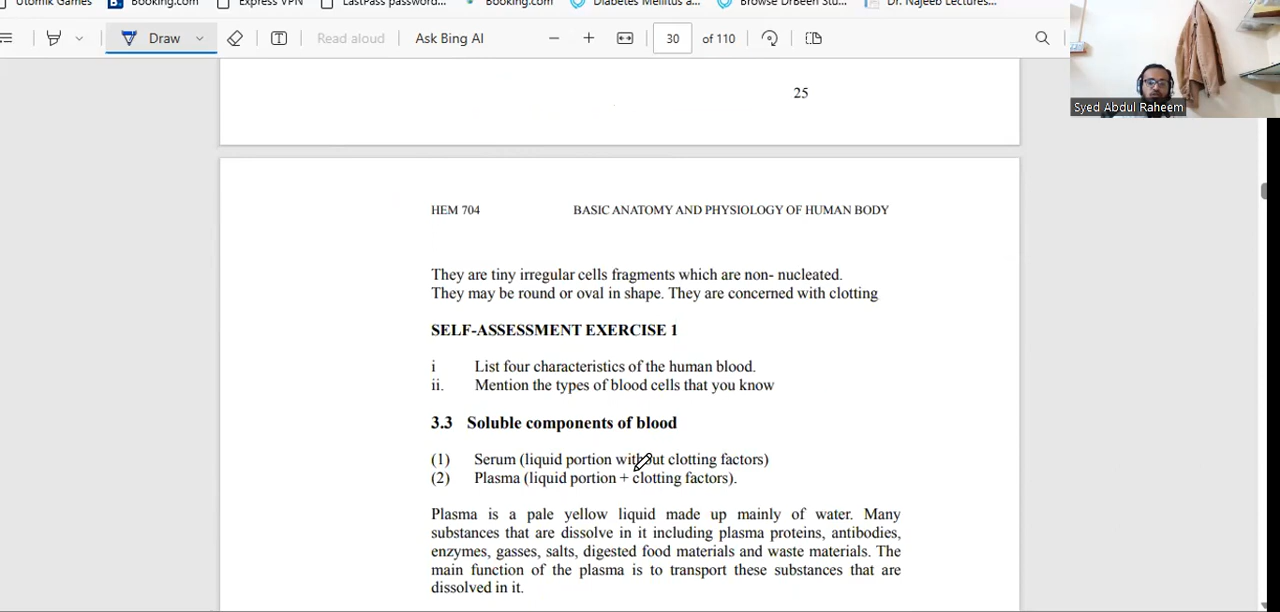 Utomik Games
B. Booking.com
Express VPN
LastPass password...
Booking.com
Diabetes Mellitus a...
Browse DrBeen Stu...
Dr. Najeeb Lectures...
Draw
Read aloud
Ask Bing AI
30 of 110
Syed Abdul Raheem
25
HEM 704 BASIC ANATOMY AND PHYSIOLOGY OF HUMAN BODY
They are tiny irregular cells fragments which are non- nucleated.
They may be round or oval in shape. They are concerned with clotting
SELF-ASSESSMENT EXERCISE 1
i List four characteristics of the human blood.
ii. Mention the types of blood cells that you know
3.3 Soluble components of blood
(1) Serum (liquid portion without clotting factors)
(2) Plasma (liquid portion + clotting factors).
Plasma is a pale yellow liquid made up mainly of water. Many
substances that are dissolve in it including plasma proteins, antibodies,
enzymes, gasses, salts, digested food materials and waste materials. The
main function of the plasma is to transport these substances that are
dissolved in it.